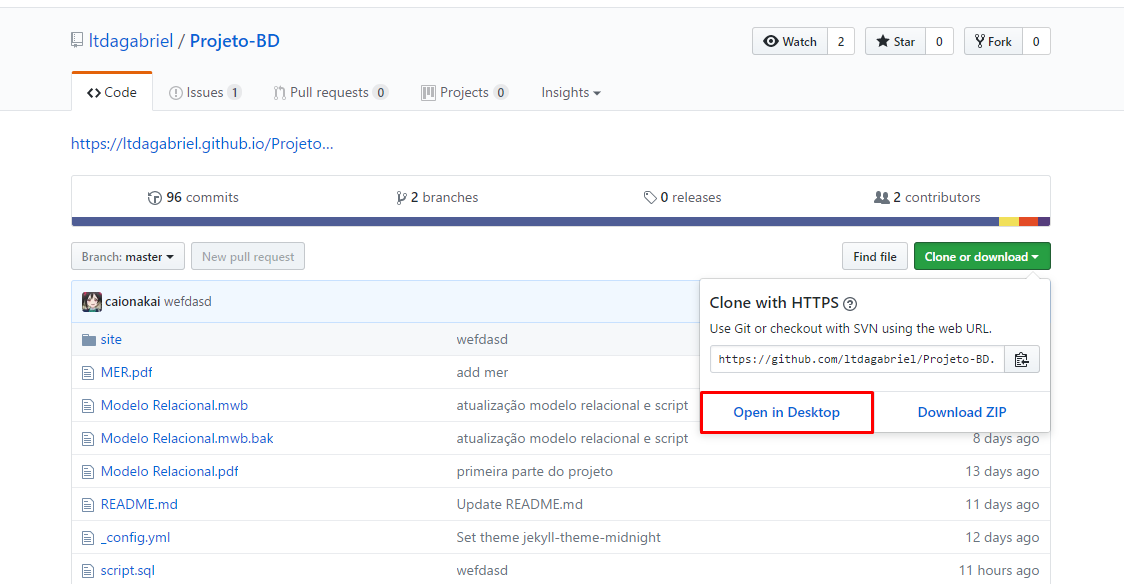 ltdagabriel / Projeto-BD
Watch 2 Star 0 Fork 0
Code Issues 1 Pull requests 0 Projects 0 Insights
https://ltdagabriel.github.io/Projeto...
96 commits 2 branches 0 releases 2 contributors
Branch: master New pull request Find file Clone or download
caionakai wefdasd
Clone with HTTPS ?
Use Git or checkout with SVN using the web URL.
https://github.com/ltdagabriel/Projeto-BD.
Open in Desktop Download ZIP
site wefdasd
MER.pdf add mer
Modelo Relacional.mwb atualização modelo relacional e script
Modelo Relacional.mwb.bak atualização modelo relacional e script 8 days ago
Modelo Relacional.pdf primeira parte do projeto 13 days ago
README.md Update README.md 11 days ago
_config.yml Set theme jekyll-theme-midnight 12 days ago
script.sql wefdasd 11 hours ago